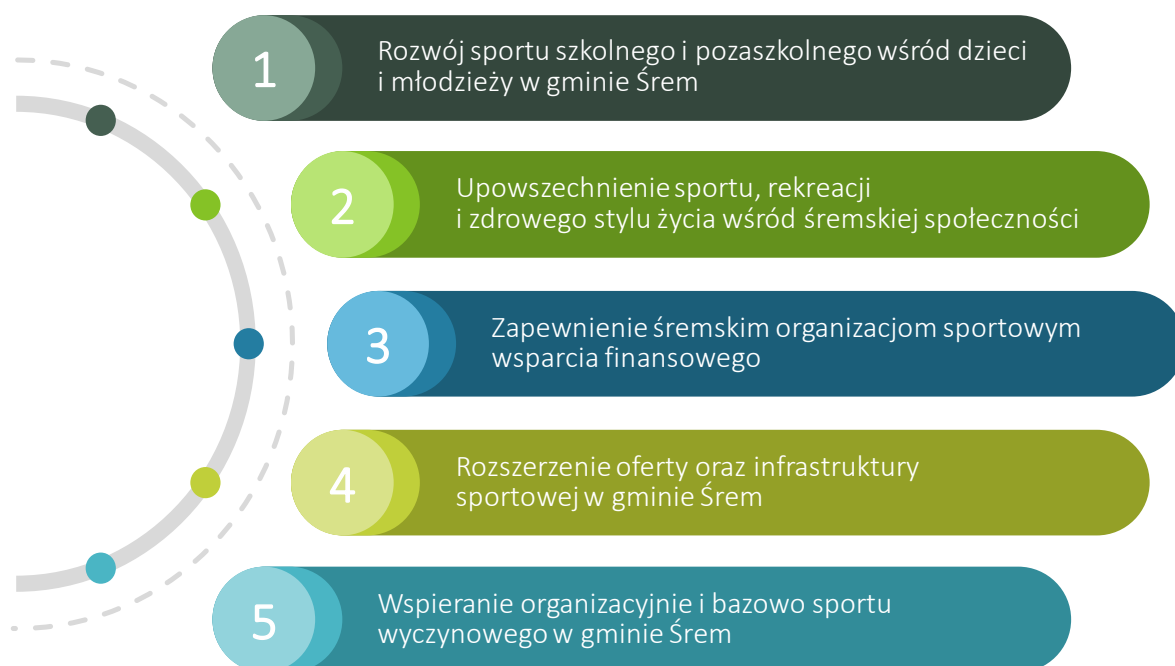 1
Rozwój sportu szkolnego i pozaszkolnego wśród dzieci
i młodzieży w gminie Śrem
2
Upowszechnienie sportu, rekreacji
i zdrowego stylu życia wśród śremskiej społeczności
3
Zapewnienie śremskim organizacjom sportowym
wsparcia finansowego
4
Rozszerzenie oferty oraz infrastruktury
sportowej w gminie Śrem
5
Wspieranie organizacyjnie i bazowo sportu
wyczynowego w gminie Śrem